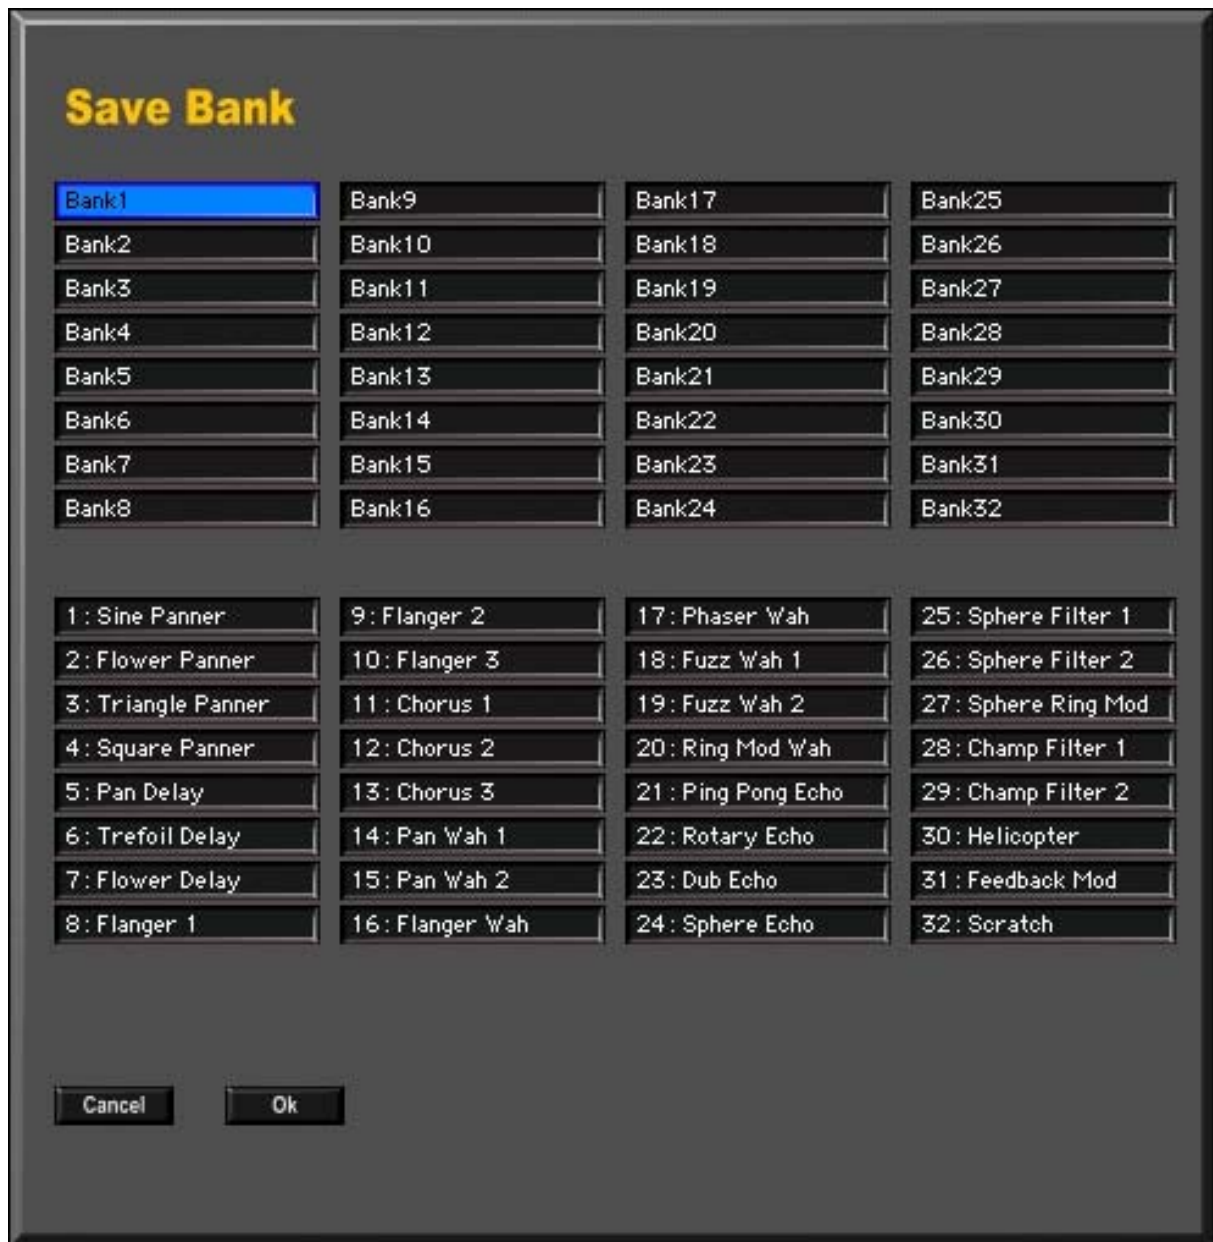 Save Bank
Bank1
Bank2
Bank3
Bank4
Bank5
Bank6
Bank7
Bank8
Bank9
Bank10
Bank11
Bank12
Bank13
Bank14
Bank15
Bank16
Bank17
Bank18
Bank19
Bank20
Bank21
Bank22
Bank23
Bank24
Bank25
Bank26
Bank27
Bank28
Bank29
Bank30
Bank31
Bank32
1: Sine Panner
2: Flower Panner
3: Triangle Panner
4: Square Panner
5: Pan Delay
6: Trefoil Delay
7: Flower Delay
8: Flanger 1
9: Flanger 2
10: Flanger 3
11: Chorus 1
12: Chorus 2
13: Chorus 3
14: Pan Wah 1
15: Pan Wah 2
16: Flanger Wah
17: Phaser Wah
18: Fuzz Wah 1
19: Fuzz Wah 2
20: Ring Mod Wah
21: Ping Pong Echo
22: Rotary Echo
23: Dub Echo
24: Sphere Echo
25: Sphere Filter 1
26: Sphere Filter 2
27: Sphere Ring Mod
28: Champ Filter 1
29: Champ Filter 2
30: Helicopter
31: Feedback Mod
32: Scratch
Cancel
Ok